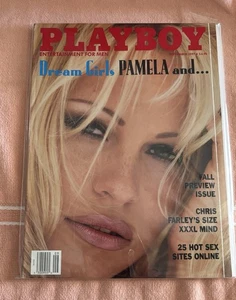 PLAYBOY
ENTERTAINMENT FOR MEN
Dream Girls PAMELA and...
FALL
PREVIEW
ISSUE
CHRIS
FARLEY'S SIZE
XXXL MIND
25 HOT SEX
SITES ONLINE